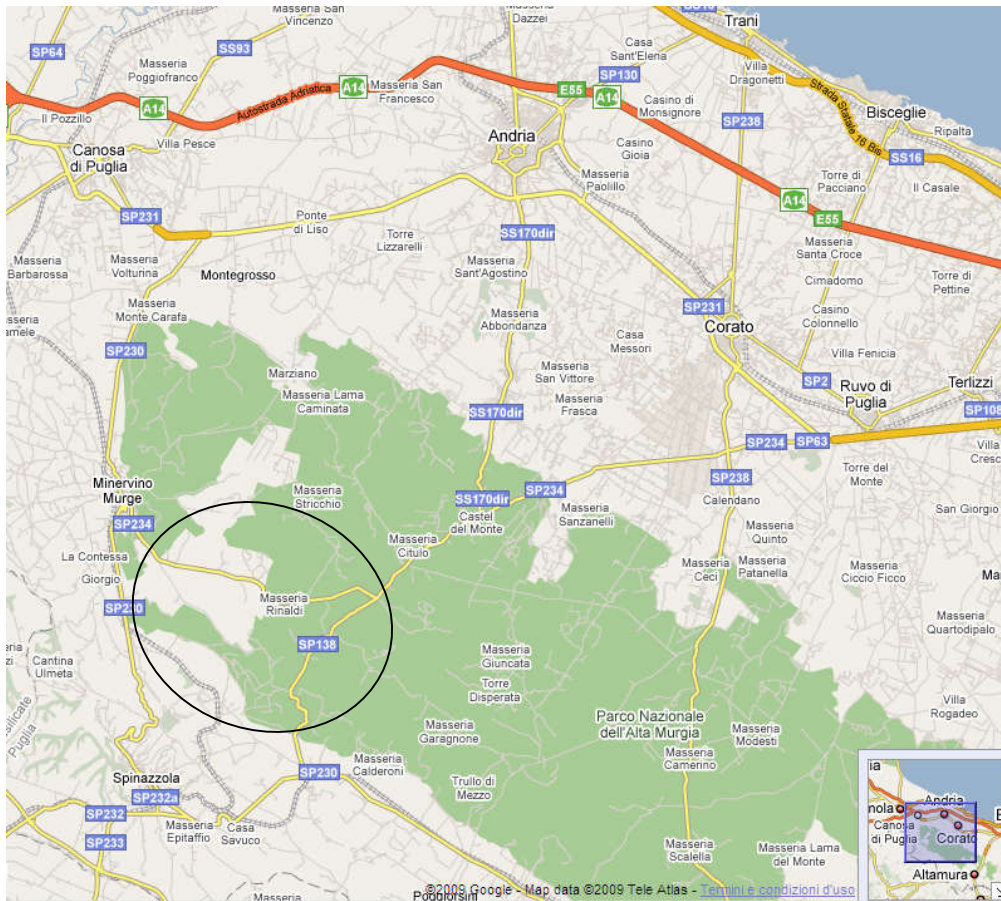 Masseria San
Vincenzo
Masseria
Dazzei
SS16
Trani
SP64
SS93
Casa
Sant'Elena
Masseria
Poggiofranco
A14
Masseria San
Francesco
SP130
Villa
Dragonetti
E55
A14
Autostrada Adriatica
Strada Statale 16 Bis
A14
Il Pozzillo
Casino di
Monsignore
SP238
Bisceglie
Ripalta
Villa Pesce
Andria
Canosa
di Puglia
Casino
Gioia
SS16
Masseria
Paolillo
Torre di
Pacciano
Il Casale
A14
E55
SP231
Ponte
di Liso
SS170dir
Torre
Lizzarelli
Masseria
Santa Croce
Masseria
Barbarossa
Masseria
Volturina
Montegrosso
Masseria
Sant'Agostino
Torre di
Pettine
Cimadomo
Masseria
Monte Carafa
Masseria
Abbondanza
SP231
Corato
Casino
Colonnello
Casa
Messori
SP230
Villa Fenicia
Marziano
Masseria
San Vittore
SP2
Ruvo di
Puglia
Terlizzi
Masseria Lama
Caminata
Masseria
Frasca
SS170dir
SP108
SP234
SP63
Villa
Cresc
Torre del
Monte
SP238
Minervino
Murge
Masseria
Stricchio
SS170dir
SP234
Calendano
Castel
del Monte
Masseria
Sanzanelli
San Giorgio
SP234
Masseria
Quinto
La Contessa
Masseria
Citulo
Masseria
Ceci
Masseria
Patanella
Masseria
Ciccio Ficco
Giorgio
Mas
SP230
Masseria
Rinaldi
Masseria
Quartodipalo
SP138
Masseria
Giuncata
Cantina
Ulmeta
Torre
Disperata
Villa
Rogadeo
Basilicate
Puglia
Parco Nazionale
dell'Alta Murgia
Masseria
Garagnone
Masseria
Modesti
Masseria
Calderoni
Masseria
Camerino
SP230
Spinazzola
Trullo di
Mezzo
SP232a
SP232
Masseria
Epitaffio
Casa
Savuco
SP233
Masseria
Scalella
Masseria Lama
del Monte
Andria
Canosa
di Puglia
Corato
Altamura
Masseria
Poggiorsini
©2009 Google - Map data ©2009 Tele Atlas - Termini e condizioni d'uso